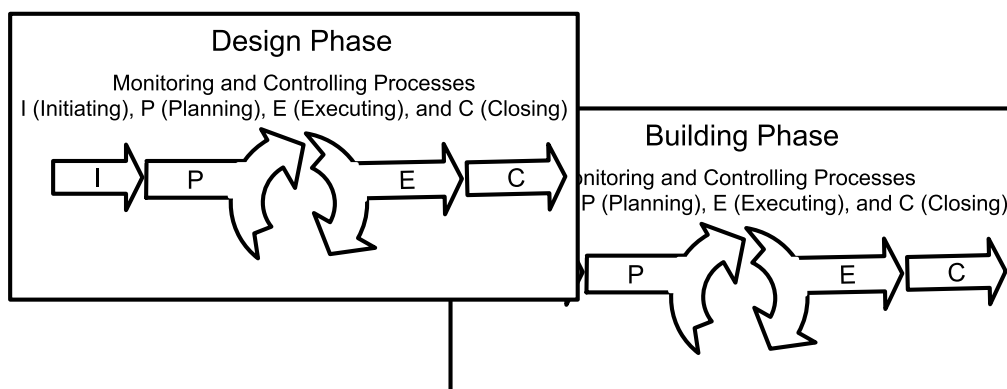 Design Phase
Monitoring and Controlling Processes
I (Initiating), P (Planning), E (Executing), and C (Closing)
I
P
E
C
Building Phase
onitoring and Controlling Processes
P (Planning), E (Executing), and C (Closing)
P
E
C